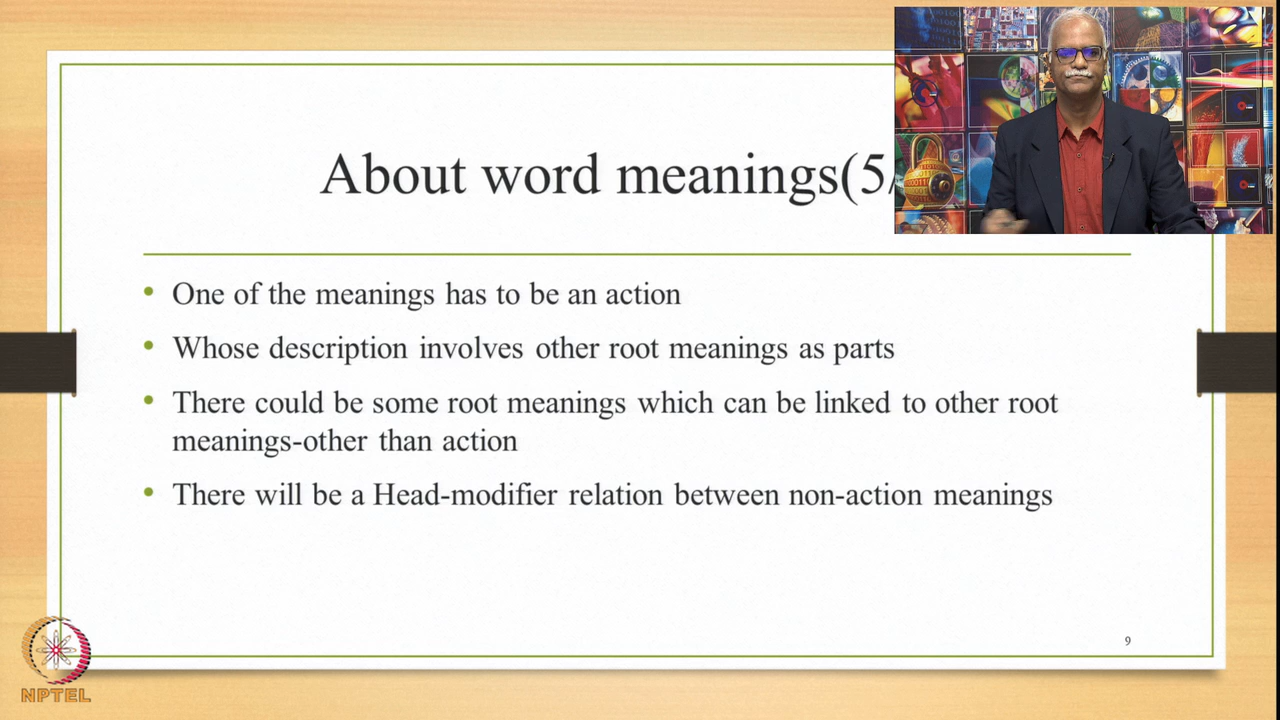 About word meanings(5/
• One of the meanings has to be an action
• Whose description involves other root meanings as parts
• There could be some root meanings which can be linked to other root
meanings-other than action
• There will be a Head-modifier relation between non-action meanings
9
NPTEL